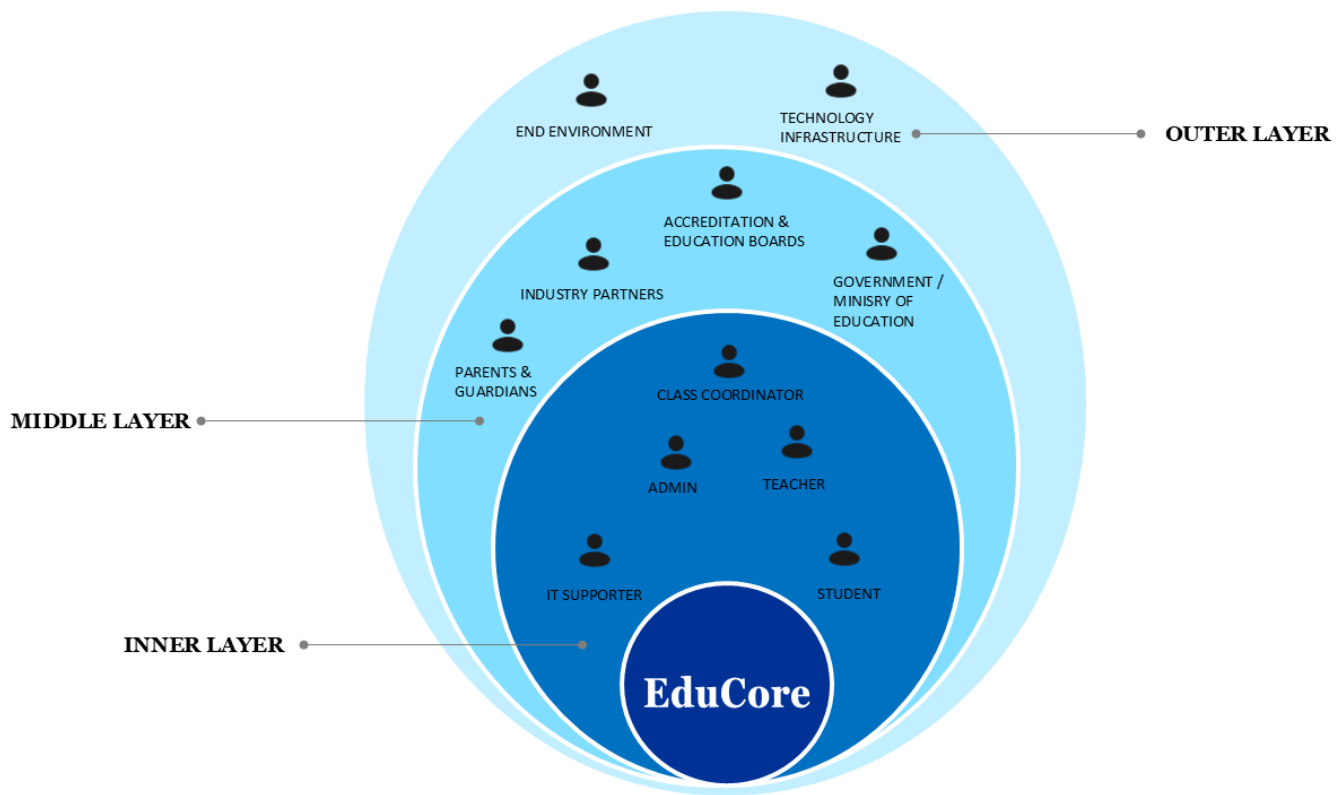 END ENVIRONMENT
TECHNOLOGY
INFRASTRUCTURE
OUTER LAYER
ACCREDITATION &
EDUCATION BOARDS
INDUSTRY PARTNERS
GOVERNMENT /
MINISRY OF
EDUCATION
PARENTS &
GUARDIANS
MIDDLE LAYER
CLASS COORDINATOR
ADMIN
TEACHER
IT SUPPORTER
STUDENT
INNER LAYER
EduCore